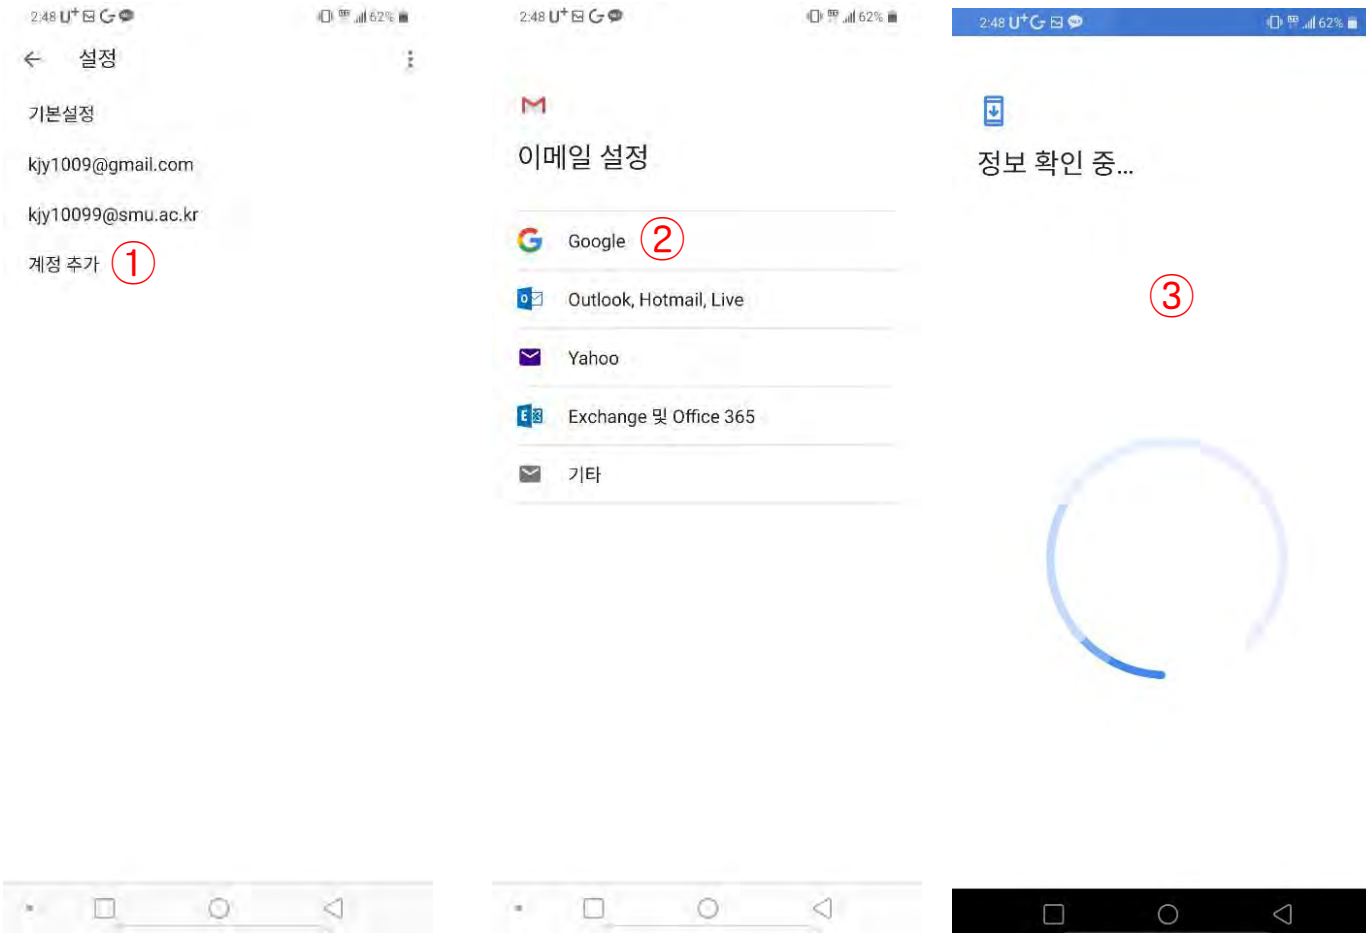 2:48 U+ 62%
← 설정
기본설정
kjy1009@gmail.com
kjy10099@smu.ac.kr
계정 추가 ①
2:48 U+ 62%
이메일 설정
Google ②
Outlook, Hotmail, Live
Yahoo
Exchange 및 Office 365
기타
2:48 U+ 62%
정보 확인 중...
③